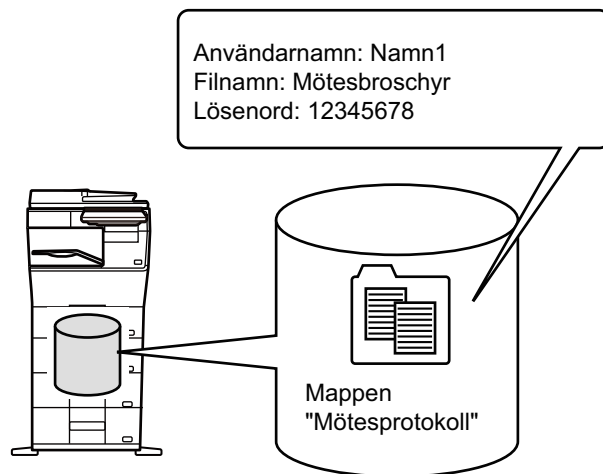 Användarnamn: Namn1
Filnamn: Mötesbroschyr
Lösenord: 12345678
Mappen
"Mötesprotokoll"